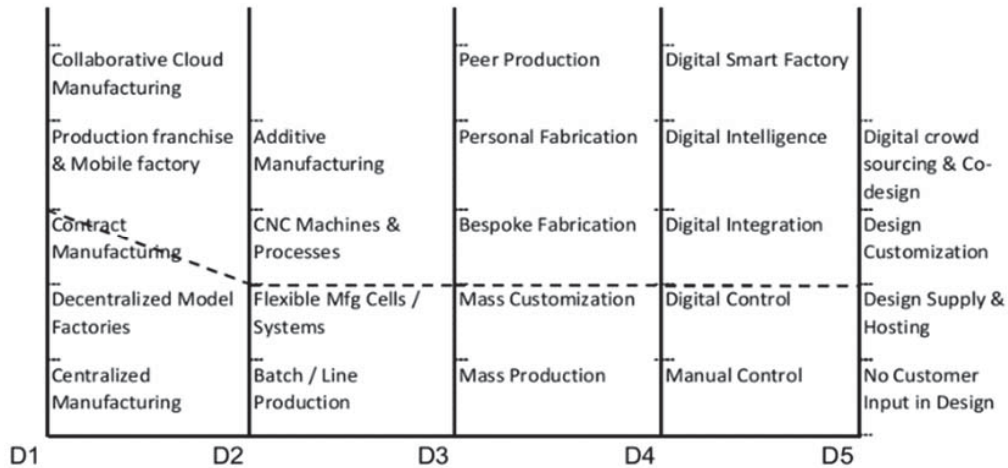 Collaborative Cloud
Manufacturing
Peer Production
Digital Smart Factory
Production franchise
& Mobile factory
Additive
Manufacturing
Personal Fabrication
Digital Intelligence
Digital crowd
sourcing & Co-
design
Contract
Manufacturing
CNC Machines &
Processes
Bespoke Fabrication
Digital Integration
Design
Customization
Decentralized Model
Factories
Flexible Mfg Cells /
Systems
Mass Customization
Digital Control
Design Supply &
Hosting
Centralized
Manufacturing
Batch / Line
Production
Mass Production
Manual Control
No Customer
Input in Design
D1
D2
D3
D4
D5